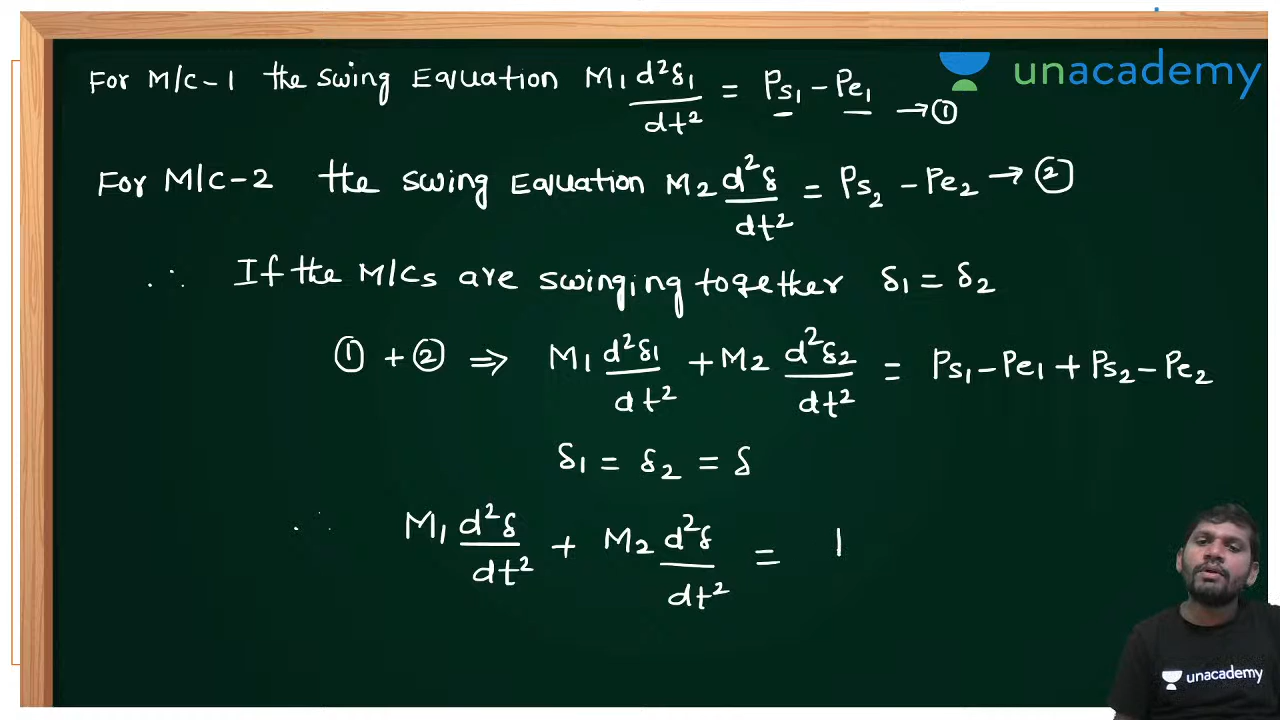 For M/c-1 the swing Equation M₁ d²δ₁/dt² = Ps₁ - Pe₁ → ①
unacademy
For M/c-2 the swing Equation M₂ d²δ/dt² = Ps₂ - Pe₂ → ②
∴ If the M/Cs are swinging together δ₁ = δ₂
① + ② ⇒ M₁ d²δ₁/dt² + M₂ d²δ₂/dt² = Ps₁ - Pe₁ + Ps₂ - Pe₂
δ₁ = δ₂ = δ
∴ M₁ d²δ/dt² + M₂ d²δ/dt² =
unacademy